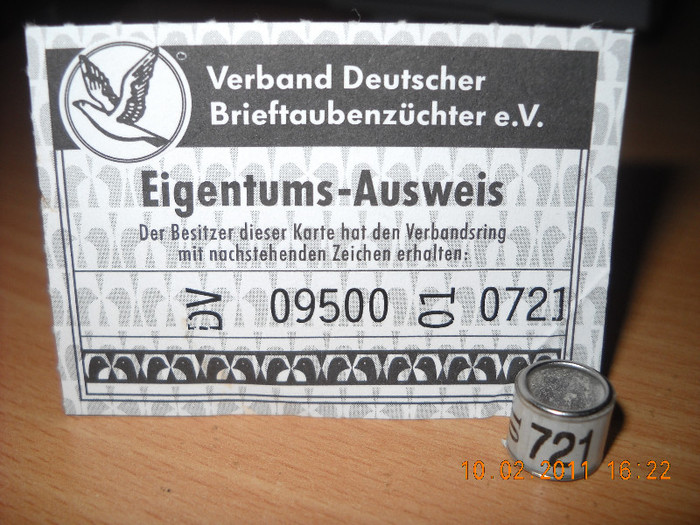 Verband Deutscher
Brieftaubenzüchter e.V.
Eigentums-Ausweis
Der Besitzer dieser Karte hat den Verbandsring
mit nachstehenden Zeichen erhalten:
DV 09500 01 0721
S 721
10.02.2011 16:22